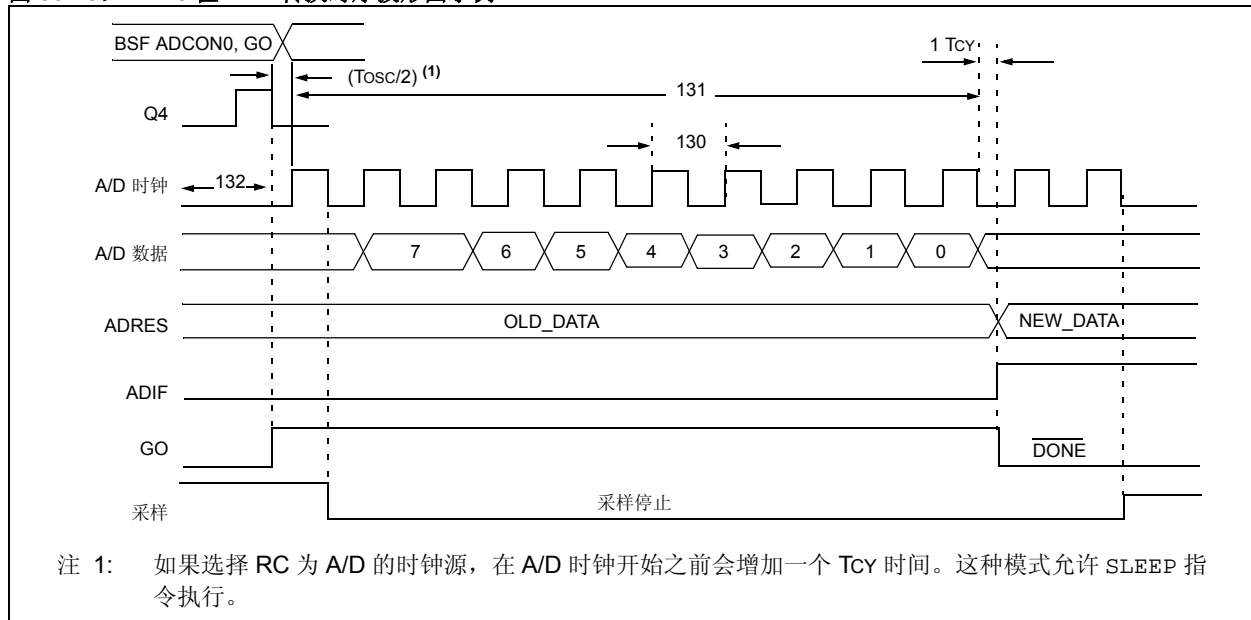 BSF ADCON0, GO
1 TCY
(TOSC/2) (1)
131
Q4
130
A/D 时钟
132
A/D 数据
7 6 5 4 3 2 1 0
ADRES
OLD_DATA
NEW_DATA
ADIF
GO
DONE
采样
采样停止
注 1: 如果选择 RC 为 A/D 的时钟源,在 A/D 时钟开始之前会增加一个 TCY 时间。这种模式允许 SLEEP 指
令执行。